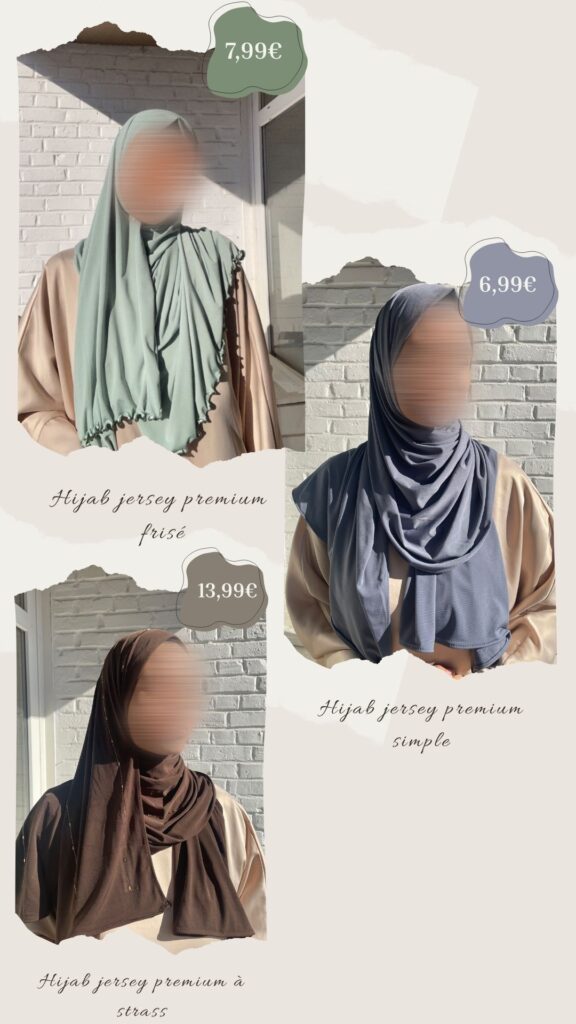 7,99€
Hijab jersey premium
frisé
6,99€
Hijab jersey premium
simple
13,99€
Hijab jersey premium à
strass